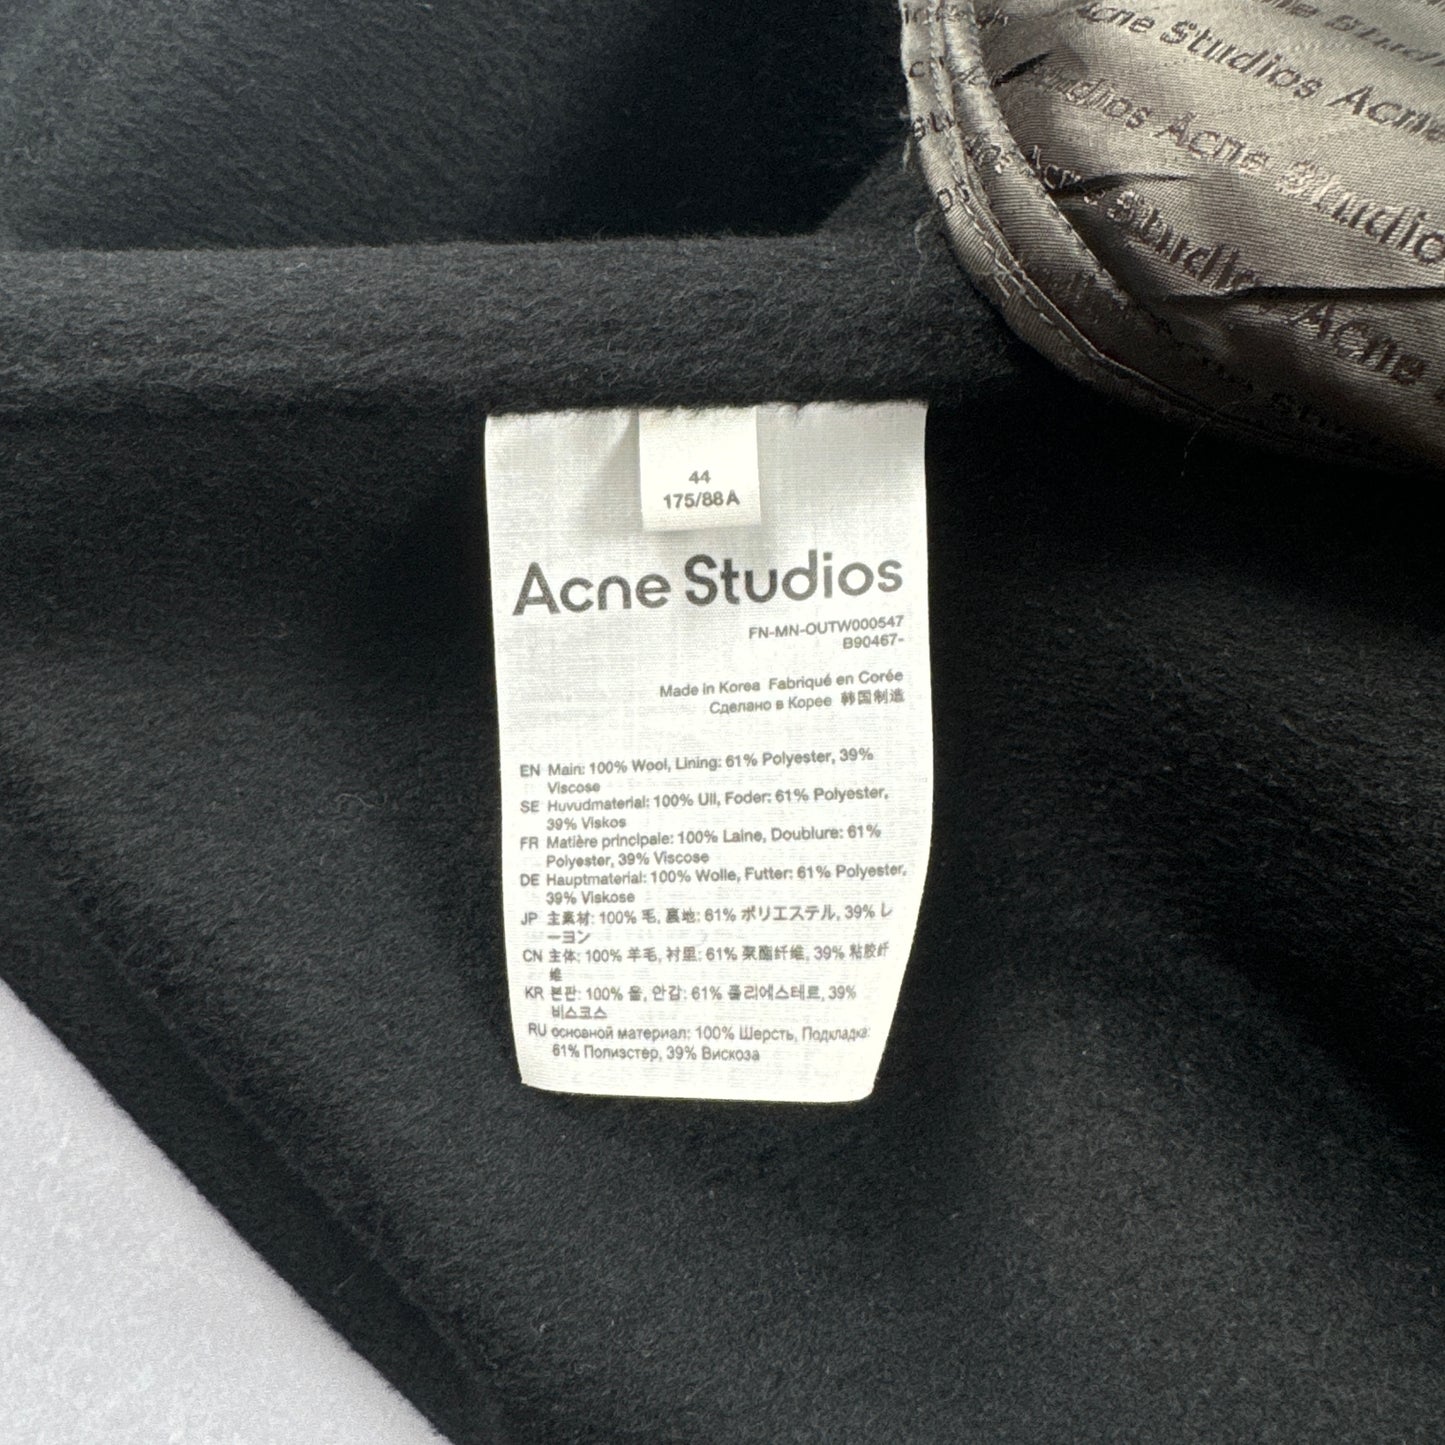 Acne Studios Acne
Studios Acne Studios
Acne Studios
Acne
44
175/88A
Acne Studios
FN-MN-OUTW000547
B90467-
Made in Korea Fabriqué en Corée
Сделано в Корее 韩国制造
EN Main: 100% Wool, Lining: 61% Polyester, 39%
Viscose
SE Huvudmaterial: 100% Ull, Foder: 61% Polyester,
39% Viskos
FR Matière principale: 100% Laine, Doublure: 61%
Polyester, 39% Viscose
DE Hauptmaterial: 100% Wolle, Futter: 61% Polyester,
39% Viskose
JP 主素材: 100% 毛, 裏地: 61% ポリエステル, 39% レ
ーヨン
CN 主体: 100% 羊毛, 衬里: 61% 聚酯纤维, 39% 粘胶纤
维
KR 본판: 100% 울, 안감: 61% 폴리에스테르, 39%
비스코스
RU основной материал: 100% Шерсть, Подкладка:
61% Полиэстер, 39% Вискоза